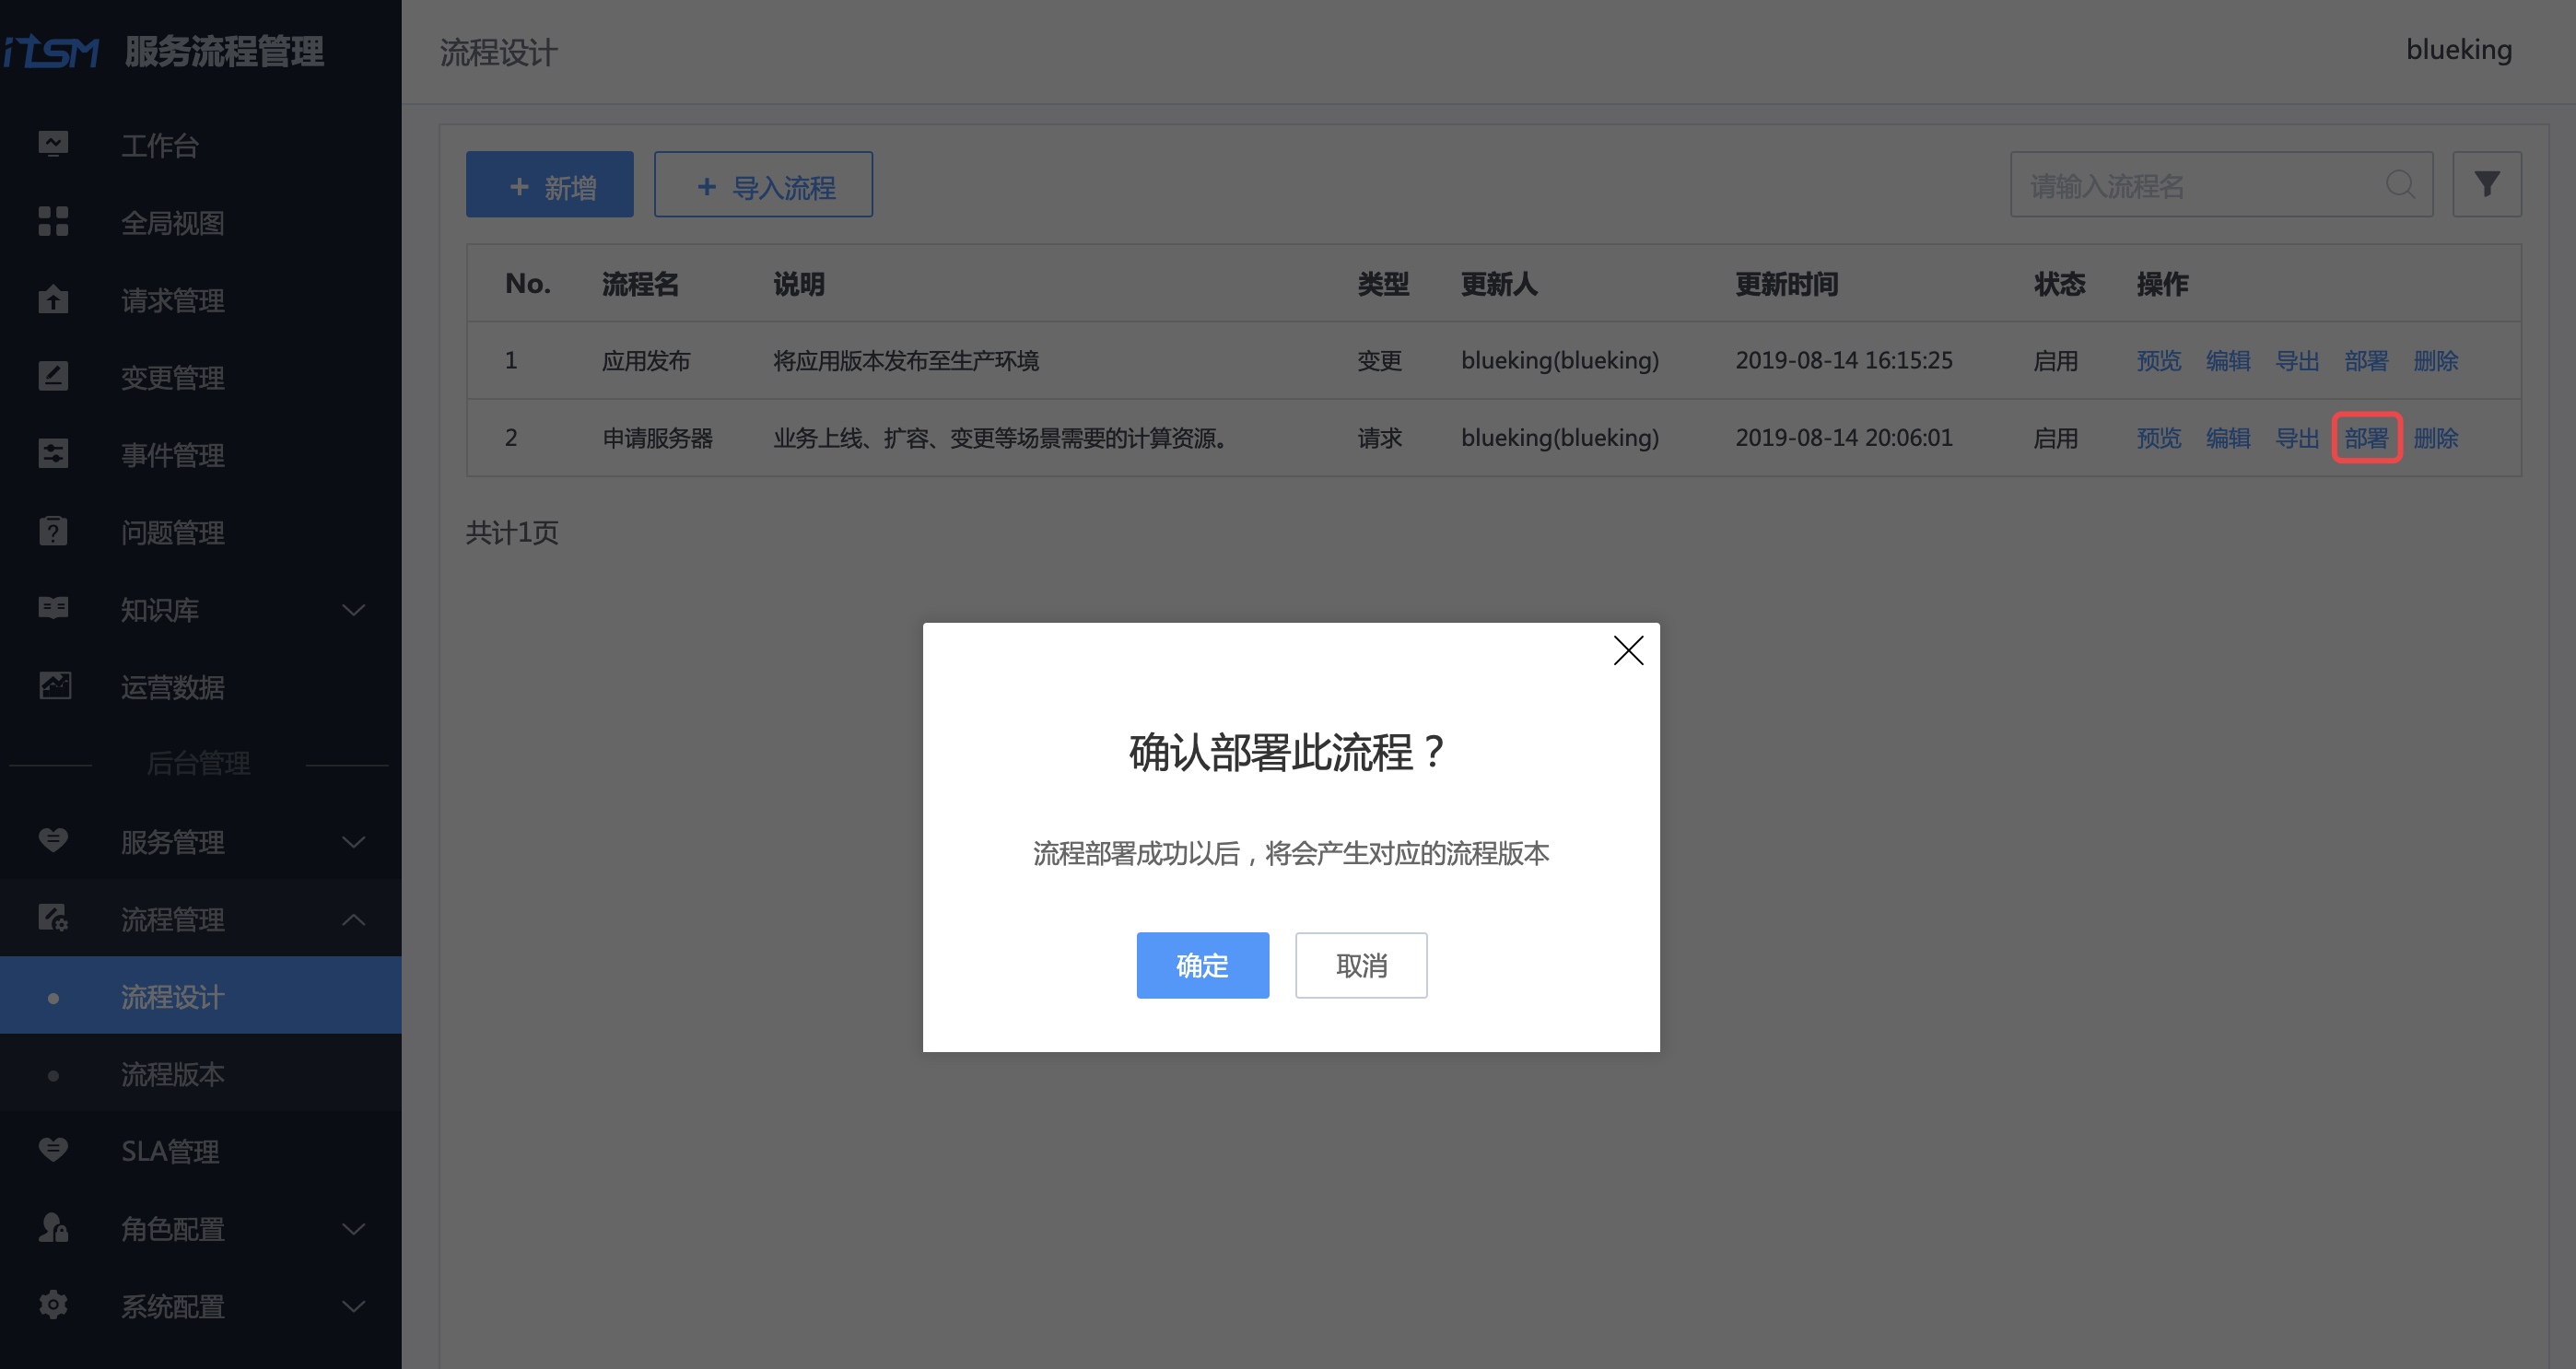 iTSM 服务流程管理
工作台
全局视图
请求管理
变更管理
事件管理
问题管理
知识库
运营数据
后台管理
服务管理
流程管理
流程设计
流程版本
SLA管理
角色配置
系统配置
流程设计
blueking
+ 新增
+ 导入流程
请输入流程名
No. 流程名 说明 类型 更新人 更新时间 状态 操作
1 应用发布 将应用版本发布至生产环境 变更 blueking(blueking) 2019-08-14 16:15:25 启用 预览 编辑 导出 部署 删除
2 申请服务器 业务上线、扩容、变更等场景需要的计算资源。 请求 blueking(blueking) 2019-08-14 20:06:01 启用 预览 编辑 导出 部署 删除
共计1页
确认部署此流程？
流程部署成功以后，将会产生对应的流程版本
确定
取消